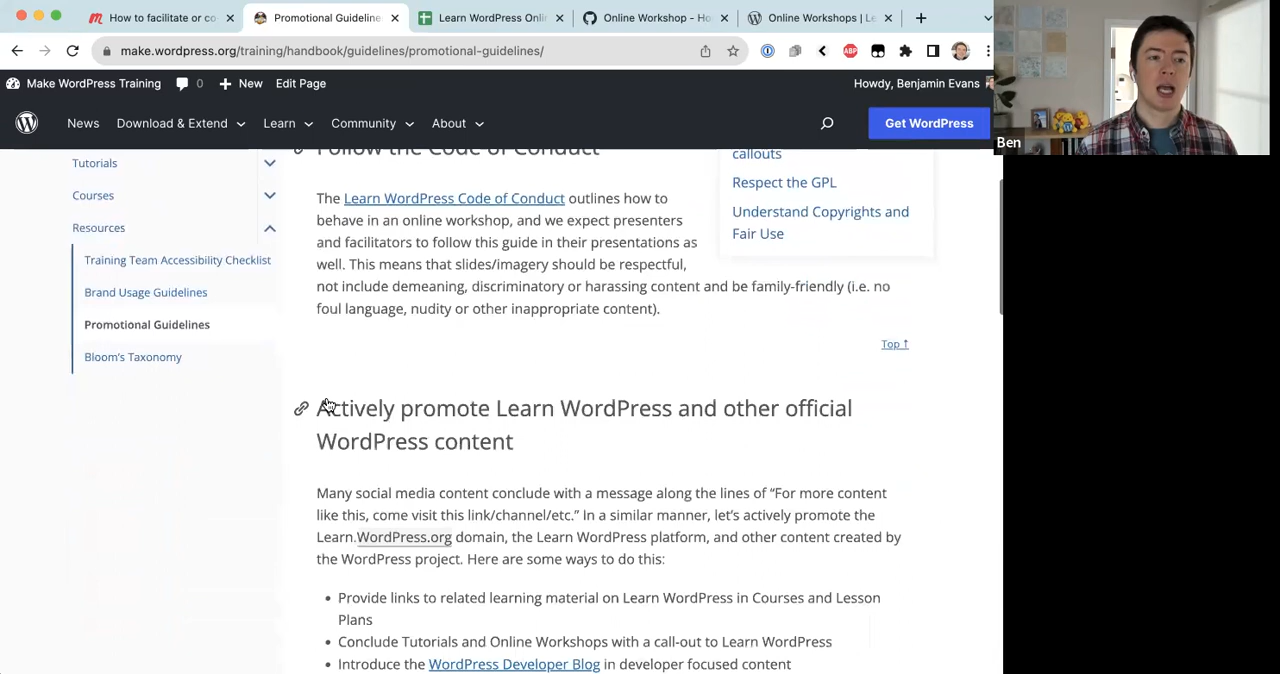 How to facilitate or co
Promotional Guideline
Learn WordPress Onli
Online Workshop - Ho
Online Workshops | Le
make.wordpress.org/training/handbook/guidelines/promotional-guidelines/
ABP
Make WordPress Training
0
New
Edit Page
Howdy, Benjamin Evans
News
Download & Extend
Learn
Community
About
Get WordPress
Ben
Tutorials
Courses
Resources
Training Team Accessibility Checklist
Brand Usage Guidelines
Promotional Guidelines
Bloom's Taxonomy
Follow the Code of Conduct
The Learn WordPress Code of Conduct outlines how to
behave in an online workshop, and we expect presenters
and facilitators to follow this guide in their presentations as
well. This means that slides/imagery should be respectful,
not include demeaning, discriminatory or harassing content and be family-friendly (i.e. no
foul language, nudity or other inappropriate content).
callouts
Respect the GPL
Understand Copyrights and
Fair Use
Top ↑
Actively promote Learn WordPress and other official
WordPress content
Many social media content conclude with a message along the lines of “For more content
like this, come visit this link/channel/etc.” In a similar manner, let’s actively promote the
Learn.WordPress.org domain, the Learn WordPress platform, and other content created by
the WordPress project. Here are some ways to do this:
• Provide links to related learning material on Learn WordPress in Courses and Lesson
Plans
• Conclude Tutorials and Online Workshops with a call-out to Learn WordPress
• Introduce the WordPress Developer Blog in developer focused content